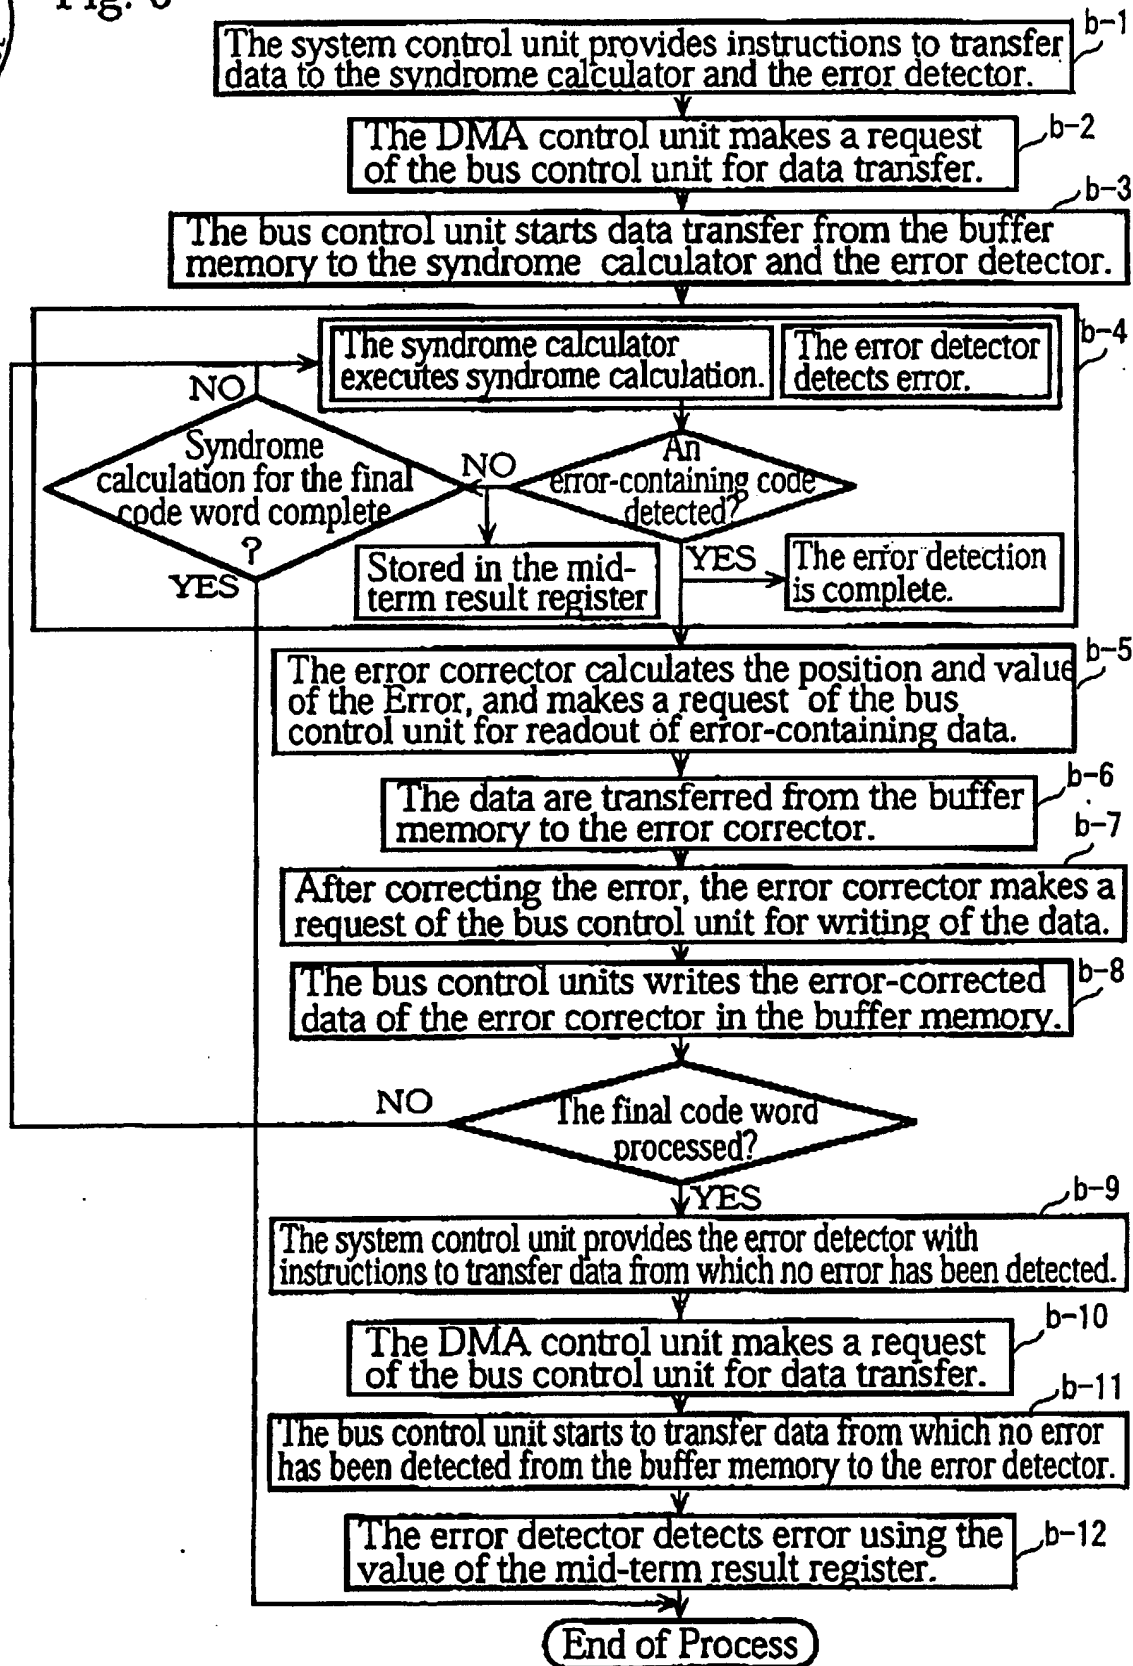 Fig. 6
b-1
The system control unit provides instructions to transfer
data to the syndrome calculator and the error detector.
b-2
The DMA control unit makes a request
of the bus control unit for data transfer.
b-3
The bus control unit starts data transfer from the buffer
memory to the syndrome calculator and the error detector.
b-4
The syndrome calculator
executes syndrome calculation.
The error detector
detects error.
NO
Syndrome
calculation for the final
code word complete
?
YES
NO
An
error-containing code
detected?
YES
Stored in the mid-
term result register
The error detection
is complete.
b-5
The error corrector calculates the position and value
of the Error, and makes a request of the bus
control unit for readout of error-containing data.
b-6
The data are transferred from the buffer
memory to the error corrector.
b-7
After correcting the error, the error corrector makes a
request of the bus control unit for writing of the data.
b-8
The bus control units writes the error-corrected
data of the error corrector in the buffer memory.
NO
The final code word
processed?
YES
b-9
The system control unit provides the error detector with
instructions to transfer data from which no error has been detected.
b-10
The DMA control unit makes a request
of the bus control unit for data transfer.
b-11
The bus control unit starts to transfer data from which no error
has been detected from the buffer memory to the error detector.
b-12
The error detector detects error using the
value of the mid-term result register.
End of Process